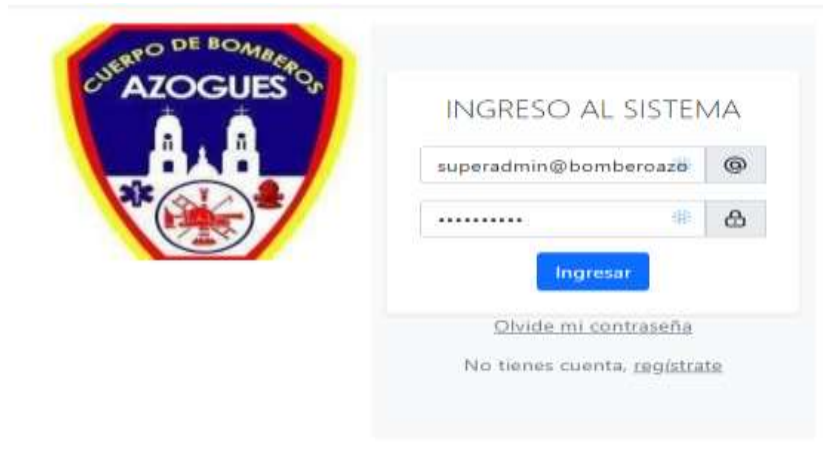 CUERPO DE BOMBEROS
AZOGUES
INGRESO AL SISTEMA
superadmin@bomberoazo
••••••••••
Ingresar
Olvide mi contraseña
No tienes cuenta, regístrate